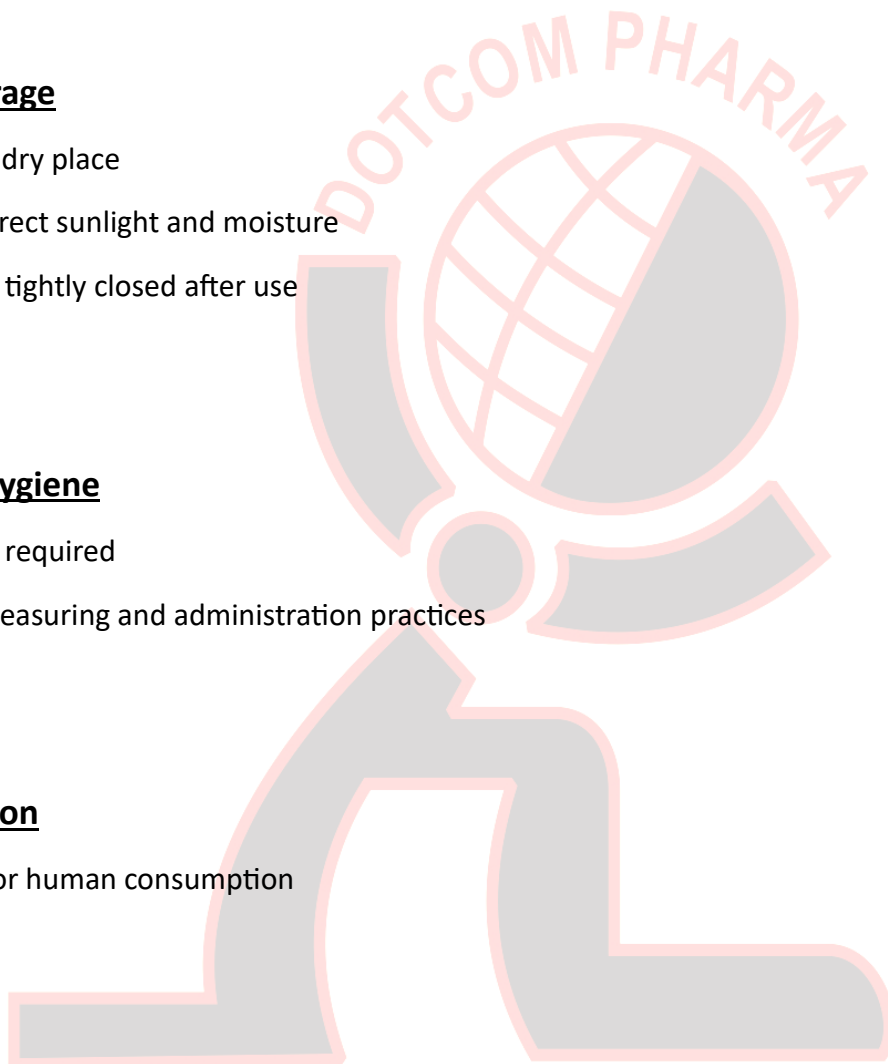 DOTCOM PHARMA
rage
dry place
rect sunlight and moisture
tightly closed after use
ygiene
required
easuring and administration practices
on
or human consumption